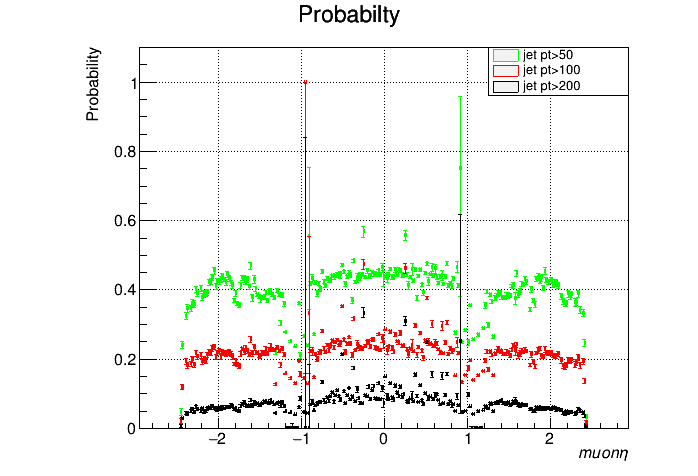 Probabilty
Probability
jet pt>50
jet pt>100
jet pt>200
1
0.8
0.6
0.4
0.2
0
−2
−1
0
1
2
muonη